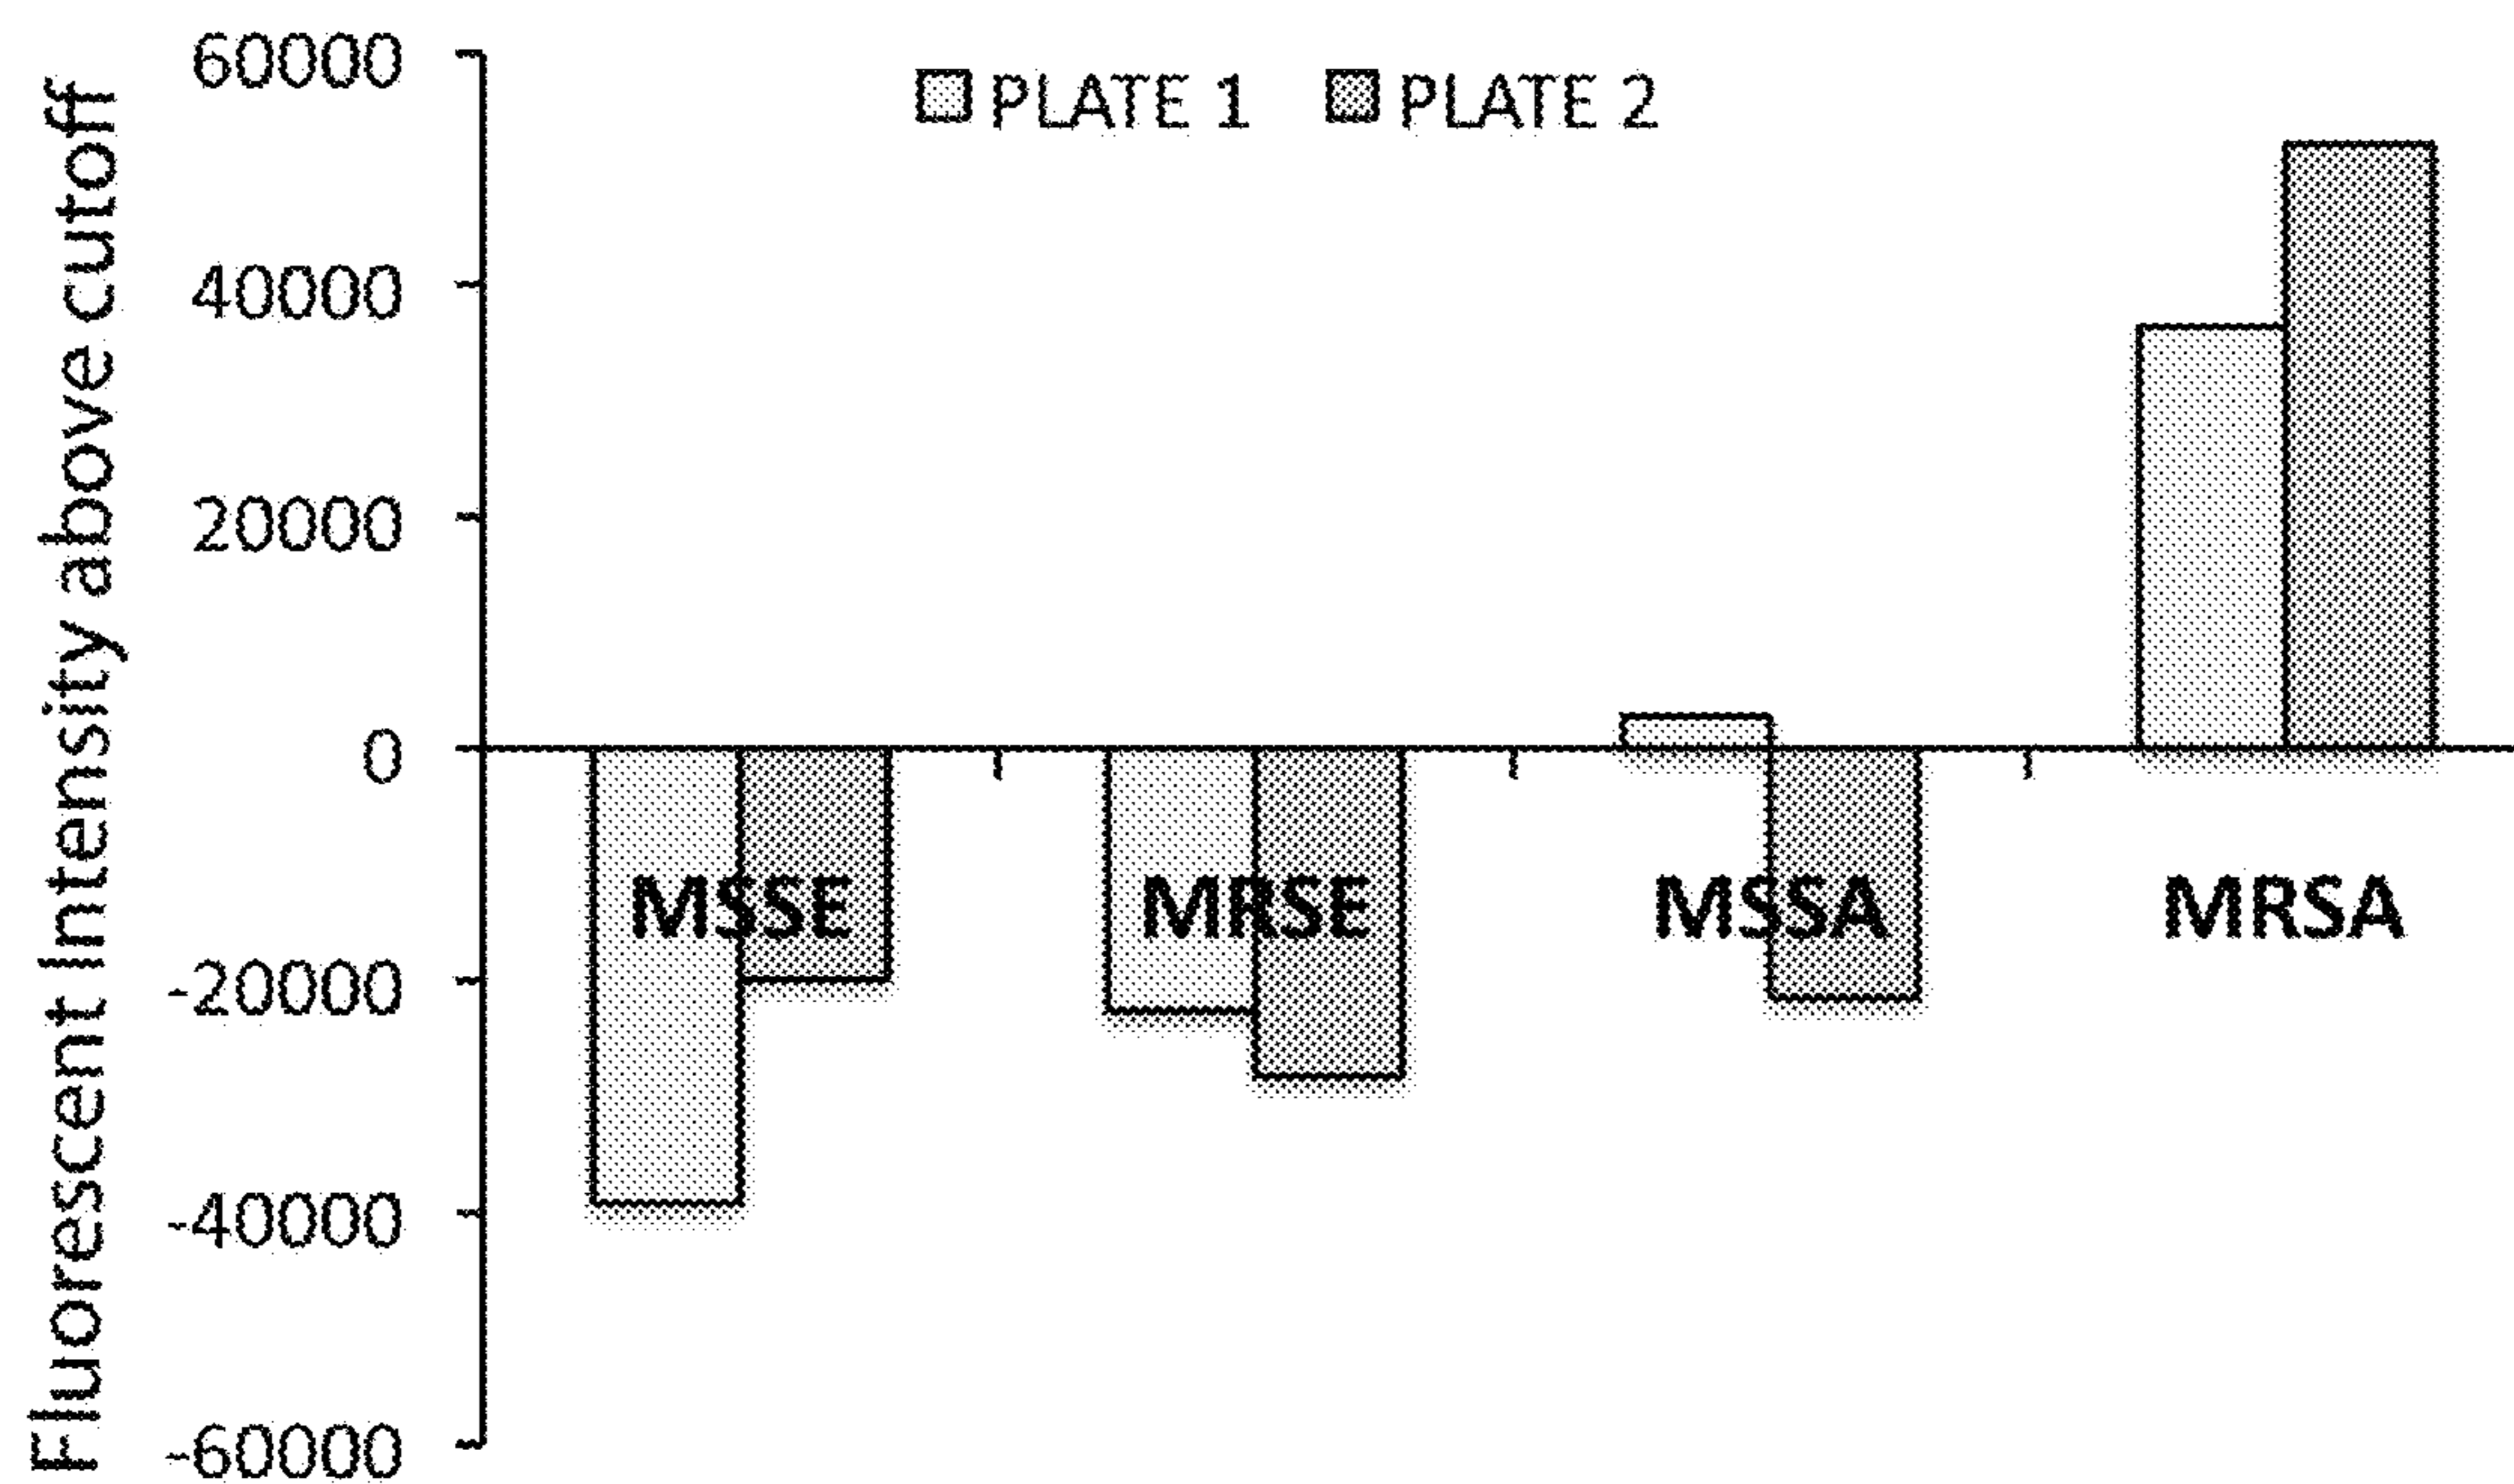 Fluorescent Intensity above cutoff
60000
40000
20000
0
-20000
-40000
-60000
PLATE 1 PLATE 2
MSSE MRSE MSSA MRSA